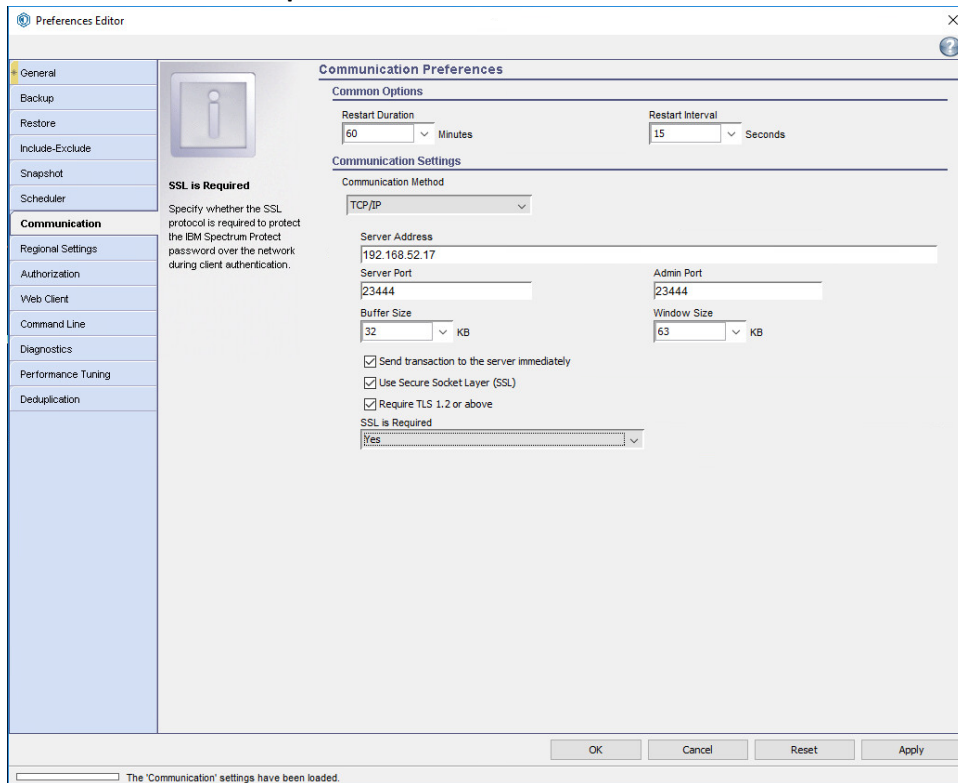 Preferences Editor
General
Backup
Restore
Include-Exclude
Snapshot
Scheduler
Communication
Regional Settings
Authorization
Web Client
Command Line
Diagnostics
Performance Tuning
Deduplication
SSL is Required
Specify whether the SSL
protocol is required to protect
the IBM Spectrum Protect
password over the network
during client authentication.
Communication Preferences
Common Options
Restart Duration Restart Interval
60 Minutes 15 Seconds
Communication Settings
Communication Method
TCP/IP
Server Address
192.168.52.17
Server Port Admin Port
23444 23444
Buffer Size Window Size
32 KB 63 KB
Send transaction to the server immediately
Use Secure Socket Layer (SSL)
Require TLS 1.2 or above
SSL is Required
Yes
OK Cancel Reset Apply
The 'Communication' settings have been loaded.